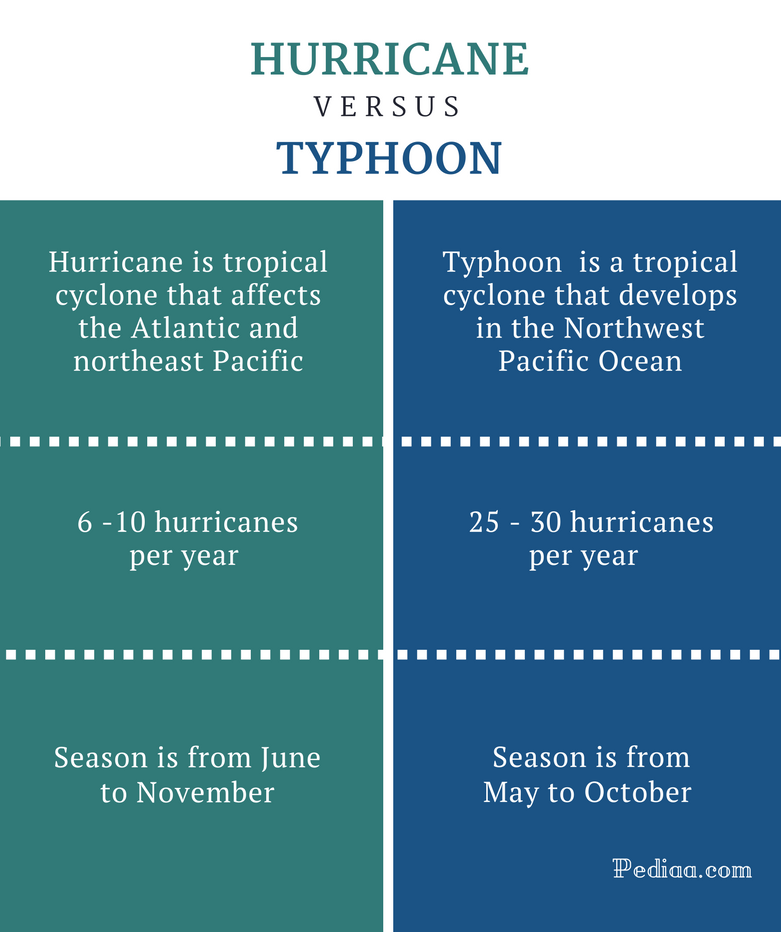 HURRICANE
VERSUS
TYPHOON
Hurricane is tropical
cyclone that affects
the Atlantic and
northeast Pacific
Typhoon  is a tropical
cyclone that develops
in the Northwest
Pacific Ocean
6 -10 hurricanes
per year
25 - 30 hurricanes
per year
Season is from June
to November
Season is from
May to October
Pediaa.com